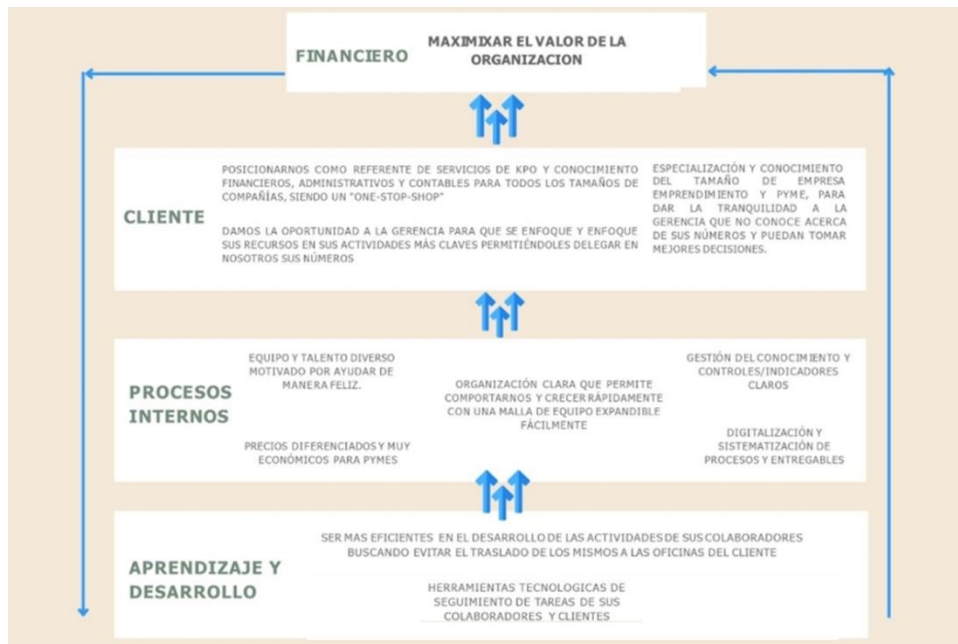 FINANCIERO
MAXIMIXAR EL VALOR DE LA
ORGANIZACION
CLIENTE
POSICIONARNOS COMO REFERENTE DE SERVICIOS DE KPO Y CONOCIMIENTO
FINANCIEROS, ADMINISTRATIVOS Y CONTABLES PARA TODOS LOS TAMAÑOS DE
COMPAÑÍAS, SIENDO UN "ONE-STOP-SHOP"
DAMOS LA OPORTUNIDAD A LA GERENCIA PARA QUE SE ENFOQUE Y ENFOQUE
SUS RECURSOS EN SUS ACTIVIDADES MÁS CLAVES PERMITIÉNDOLES DELEGAR EN
NOSOTROS SUS NÚMEROS
ESPECIALIZACIÓN Y CONOCIMIENTO
DEL TAMAÑO DE EMPRESA
EMPRENDIMIENTO Y PYME, PARA
DAR LA TRANQUILIDAD A LA
GERENCIA QUE NO CONOCE ACERCA
DE SUS NÚMEROS Y PUEDAN TOMAR
MEJORES DECISIONES.
PROCESOS
INTERNOS
EQUIPO Y TALENTO DIVERSO
MOTIVADO POR AYUDAR DE
MANERA FELIZ.
PRECIOS DIFERENCIADOS Y MUY
ECONÓMICOS PARA PYMES
ORGANIZACIÓN CLARA QUE PERMITE
COMPORTARNOS Y CRECER RÁPIDAMENTE
CON UNA MALLA DE EQUIPO EXPANDIBLE
FÁCILMENTE
GESTIÓN DEL CONOCIMIENTO Y
CONTROLES/INDICADORES
CLAROS
DIGITALIZACIÓN Y
SISTEMATIZACIÓN DE
PROCESOS Y ENTREGABLES
APRENDIZAJE Y
DESARROLLO
SER MAS EFICIENTES EN EL DESARROLLO DE LAS ACTIVIDADES DE SUS COLABORADORES
BUSCANDO EVITAR EL TRASLADO DE LOS MISMOS A LAS OFICINAS DEL CLIENTE
HERRAMIENTAS TECNOLOGICAS DE
SEGUIMIENTO DE TAREAS DE SUS
COLABORADORES Y CLIENTES